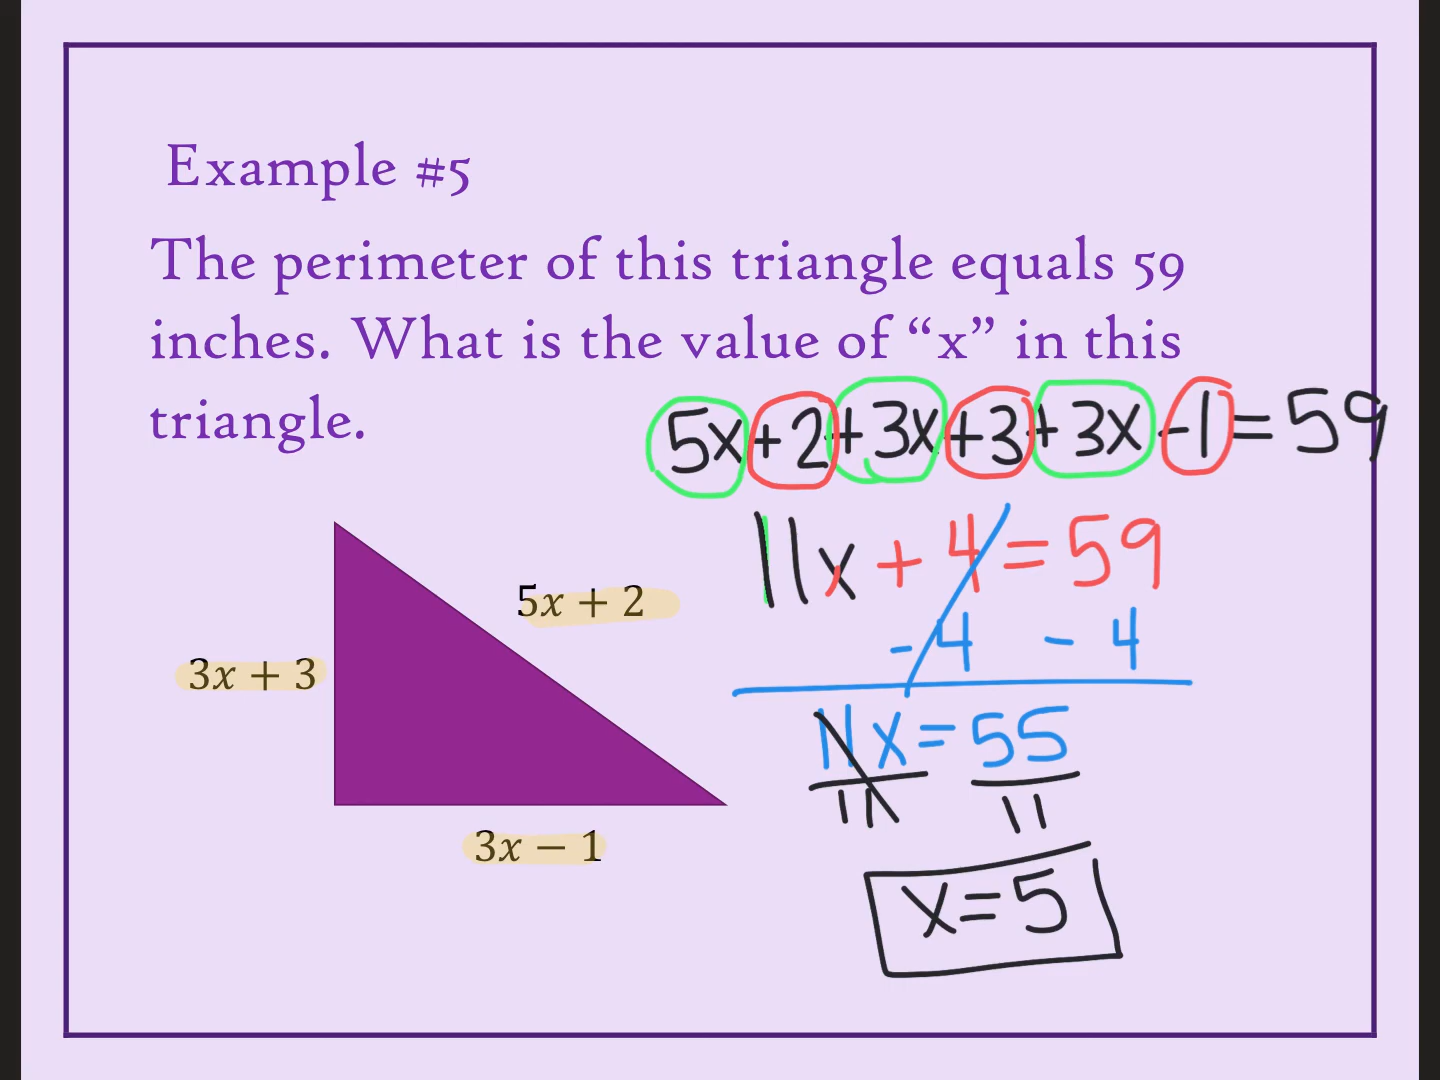 Example #5
The perimeter of this triangle equals 59
inches. What is the value of “x” in this
triangle.
5x+2+3x+3+3x-1=59
11x + 4 = 59
-4 - 4
11x = 55
11 11
x=5
5x + 2
3x + 3
3x − 1